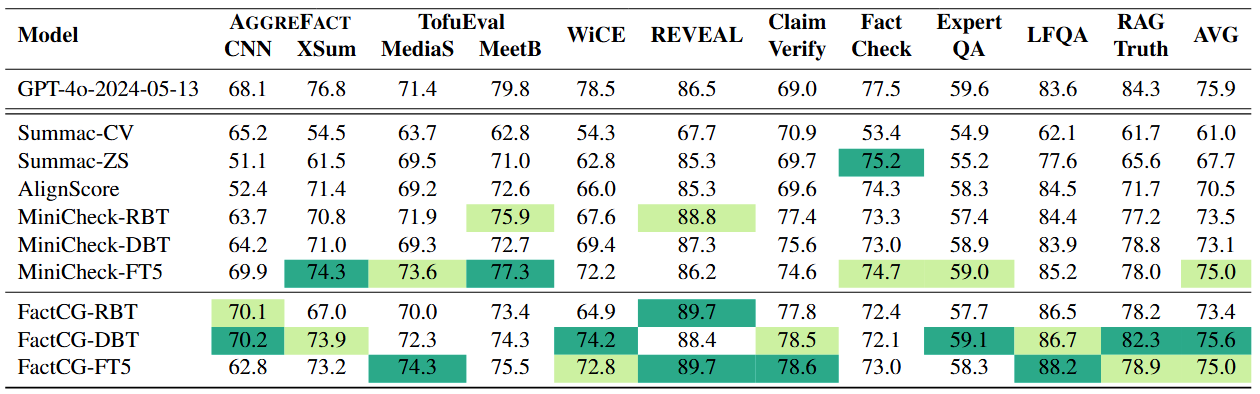 Model AGGREFACT CNN XSum TofuEval MediaS MeetB WiCE REVEAL Claim Verify Fact Check Expert QA LFQA RAG Truth AVG
GPT-4o-2024-05-13 68.1 76.8 71.4 79.8 78.5 86.5 69.0 77.5 59.6 83.6 84.3 75.9
Summac-CV 65.2 54.5 63.7 62.8 54.3 67.7 70.9 53.4 54.9 62.1 61.7 61.0
Summac-ZS 51.1 61.5 69.5 71.0 62.8 85.3 69.7 75.2 55.2 77.6 65.6 67.7
AlignScore 52.4 71.4 69.2 72.6 66.0 85.3 69.6 74.3 58.3 84.5 71.7 70.5
MiniCheck-RBT 63.7 70.8 71.9 75.9 67.6 88.8 77.4 73.3 57.4 84.4 77.2 73.5
MiniCheck-DBT 64.2 71.0 69.3 72.7 69.4 87.3 75.6 73.0 58.9 83.9 78.8 73.1
MiniCheck-FT5 69.9 74.3 73.6 77.3 72.2 86.2 74.6 74.7 59.0 85.2 78.0 75.0
FactCG-RBT 70.1 67.0 70.0 73.4 64.9 89.7 77.8 72.4 57.7 86.5 78.2 73.4
FactCG-DBT 70.2 73.9 72.3 74.3 74.2 88.4 78.5 72.1 59.1 86.7 82.3 75.6
FactCG-FT5 62.8 73.2 74.3 75.5 72.8 89.7 78.6 73.0 58.3 88.2 78.9 75.0